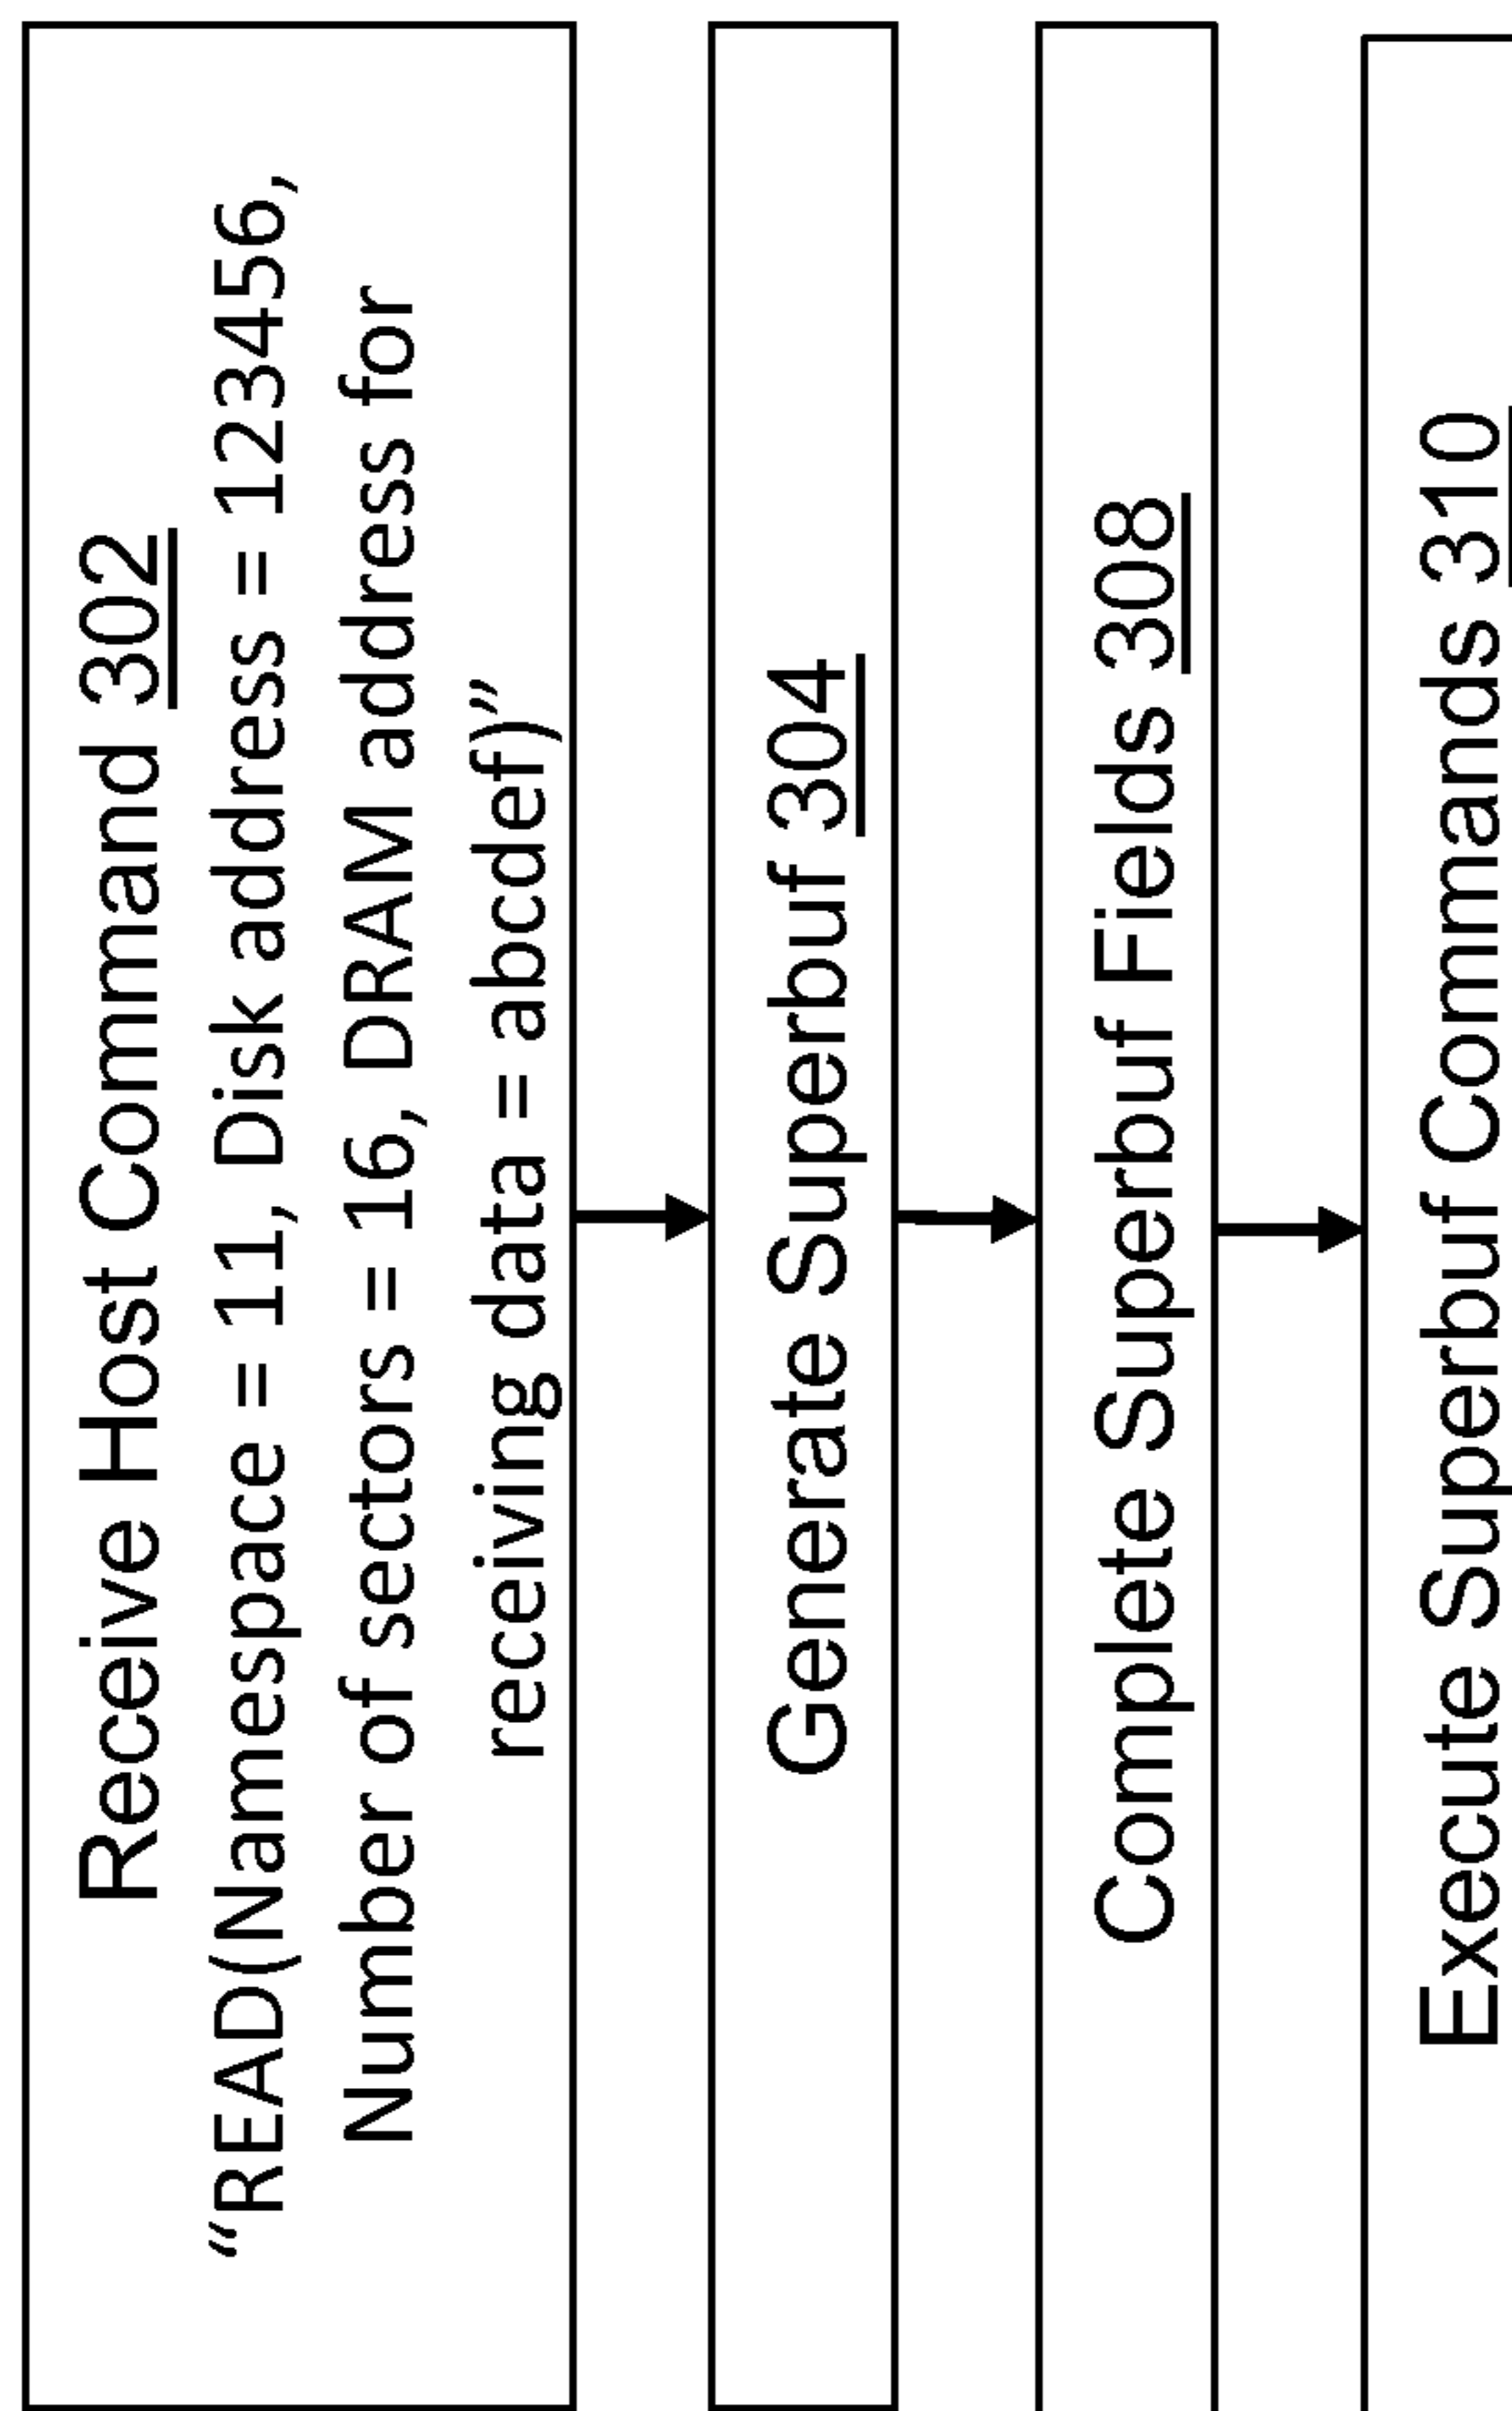 Receive Host Command 302
“READ(Namespace = 11, Disk address = 123456,
Number of sectors = 16, DRAM address for
receiving data = abcdef)”
Generate Superbuf 304
Complete Superbuf Fields 308
Execute Superbuf Commands 310